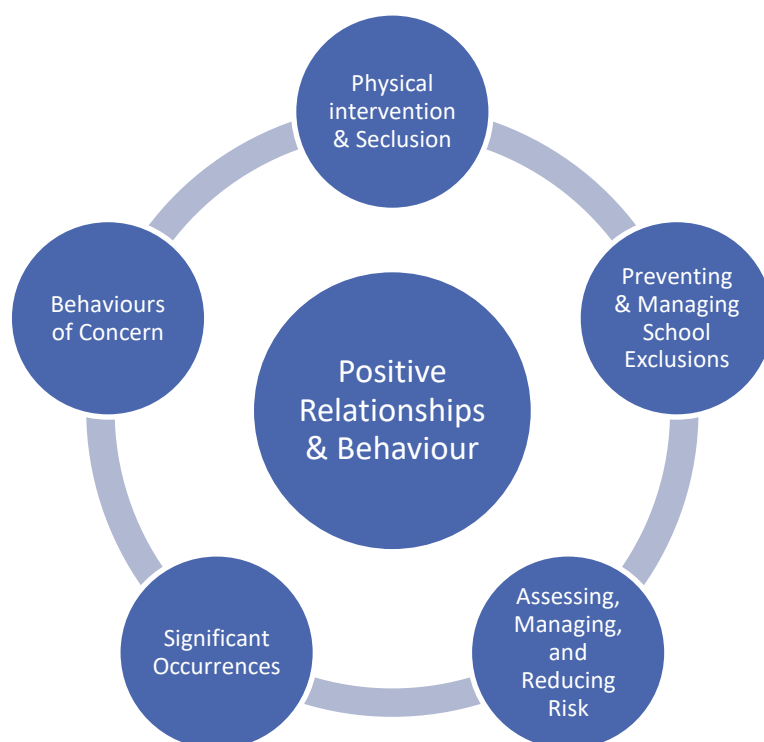 Physical
intervention
& Seclusion
Preventing
& Managing
School
Exclusions
Assessing,
Managing,
and
Reducing
Risk
Significant
Occurrences
Behaviours
of Concern
Positive
Relationships
& Behaviour